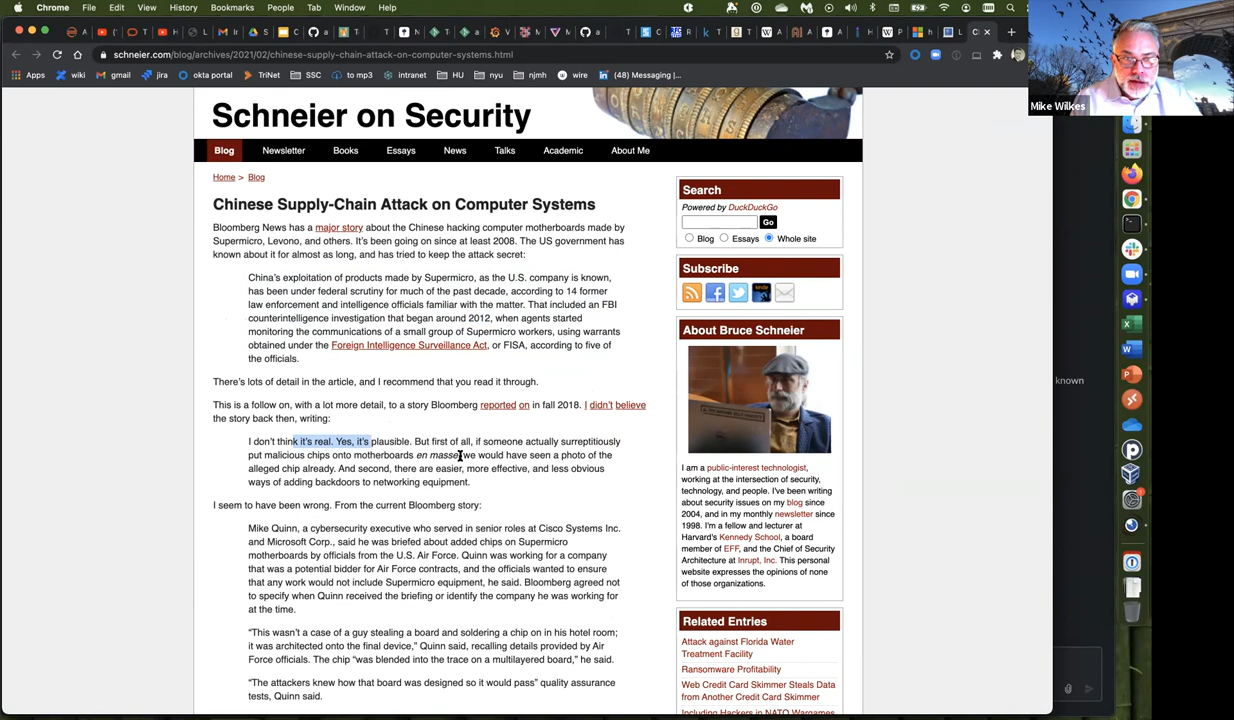 Chrome File Edit View History Bookmarks People Tab Window Help
schneier.com/blog/archives/2021/02/chinese-supply-chain-attack-on-computer-systems.html
Apps wiki gmail jira okta portal TriNet SSC to mp3 intranet HU nyu njmh wire (48) Messaging |...
Mike Wilkes
Schneier on Security
Blog Newsletter Books Essays News Talks Academic About Me
Home > Blog
Chinese Supply-Chain Attack on Computer Systems
Bloomberg News has a major story about the Chinese hacking computer motherboards made by
Supermicro, Levono, and others. It's been going on since at least 2008. The US government has
known about it for almost as long, and has tried to keep the attack secret:
China's exploitation of products made by Supermicro, as the U.S. company is known,
has been under federal scrutiny for much of the past decade, according to 14 former
law enforcement and intelligence officials familiar with the matter. That included an FBI
counterintelligence investigation that began around 2012, when agents started
monitoring the communications of a small group of Supermicro workers, using warrants
obtained under the Foreign Intelligence Surveillance Act, or FISA, according to five of
the officials.
There's lots of detail in the article, and I recommend that you read it through.
This is a follow on, with a lot more detail, to a story Bloomberg reported on in fall 2018. I didn't believe
the story back then, writing:
I don't think it's real. Yes, it's plausible. But first of all, if someone actually surreptitiously
put malicious chips onto motherboards en masse, we would have seen a photo of the
alleged chip already. And second, there are easier, more effective, and less obvious
ways of adding backdoors to networking equipment.
I seem to have been wrong. From the current Bloomberg story:
Mike Quinn, a cybersecurity executive who served in senior roles at Cisco Systems Inc.
and Microsoft Corp., said he was briefed about added chips on Supermicro
motherboards by officials from the U.S. Air Force. Quinn was working for a company
that was a potential bidder for Air Force contracts, and the officials wanted to ensure
that any work would not include Supermicro equipment, he said. Bloomberg agreed not
to specify when Quinn received the briefing or identify the company he was working for
at the time.
"This wasn't a case of a guy stealing a board and soldering a chip on in his hotel room;
it was architected onto the final device," Quinn said, recalling details provided by Air
Force officials. The chip "was blended into the trace on a multilayered board," he said.
"The attackers knew how that board was designed so it would pass" quality assurance
tests, Quinn said.
Search
Powered by DuckDuckGo
Go
Blog Essays Whole site
Subscribe
kindle
About Bruce Schneier
I am a public-interest technologist,
working at the intersection of security,
technology, and people. I've been writing
about security issues on my blog since
2004, and in my monthly newsletter since
1998. I'm a fellow and lecturer at
Harvard's Kennedy School, a board
member of EFF, and the Chief of Security
Architecture at Inrupt, Inc. This personal
website expresses the opinions of none
of those organizations.
Related Entries
Attack against Florida Water
Treatment Facility
Ransomware Profitability
Web Credit Card Skimmer Steals Data
from Another Credit Card Skimmer
Including Hackers in NATO Wargames
known